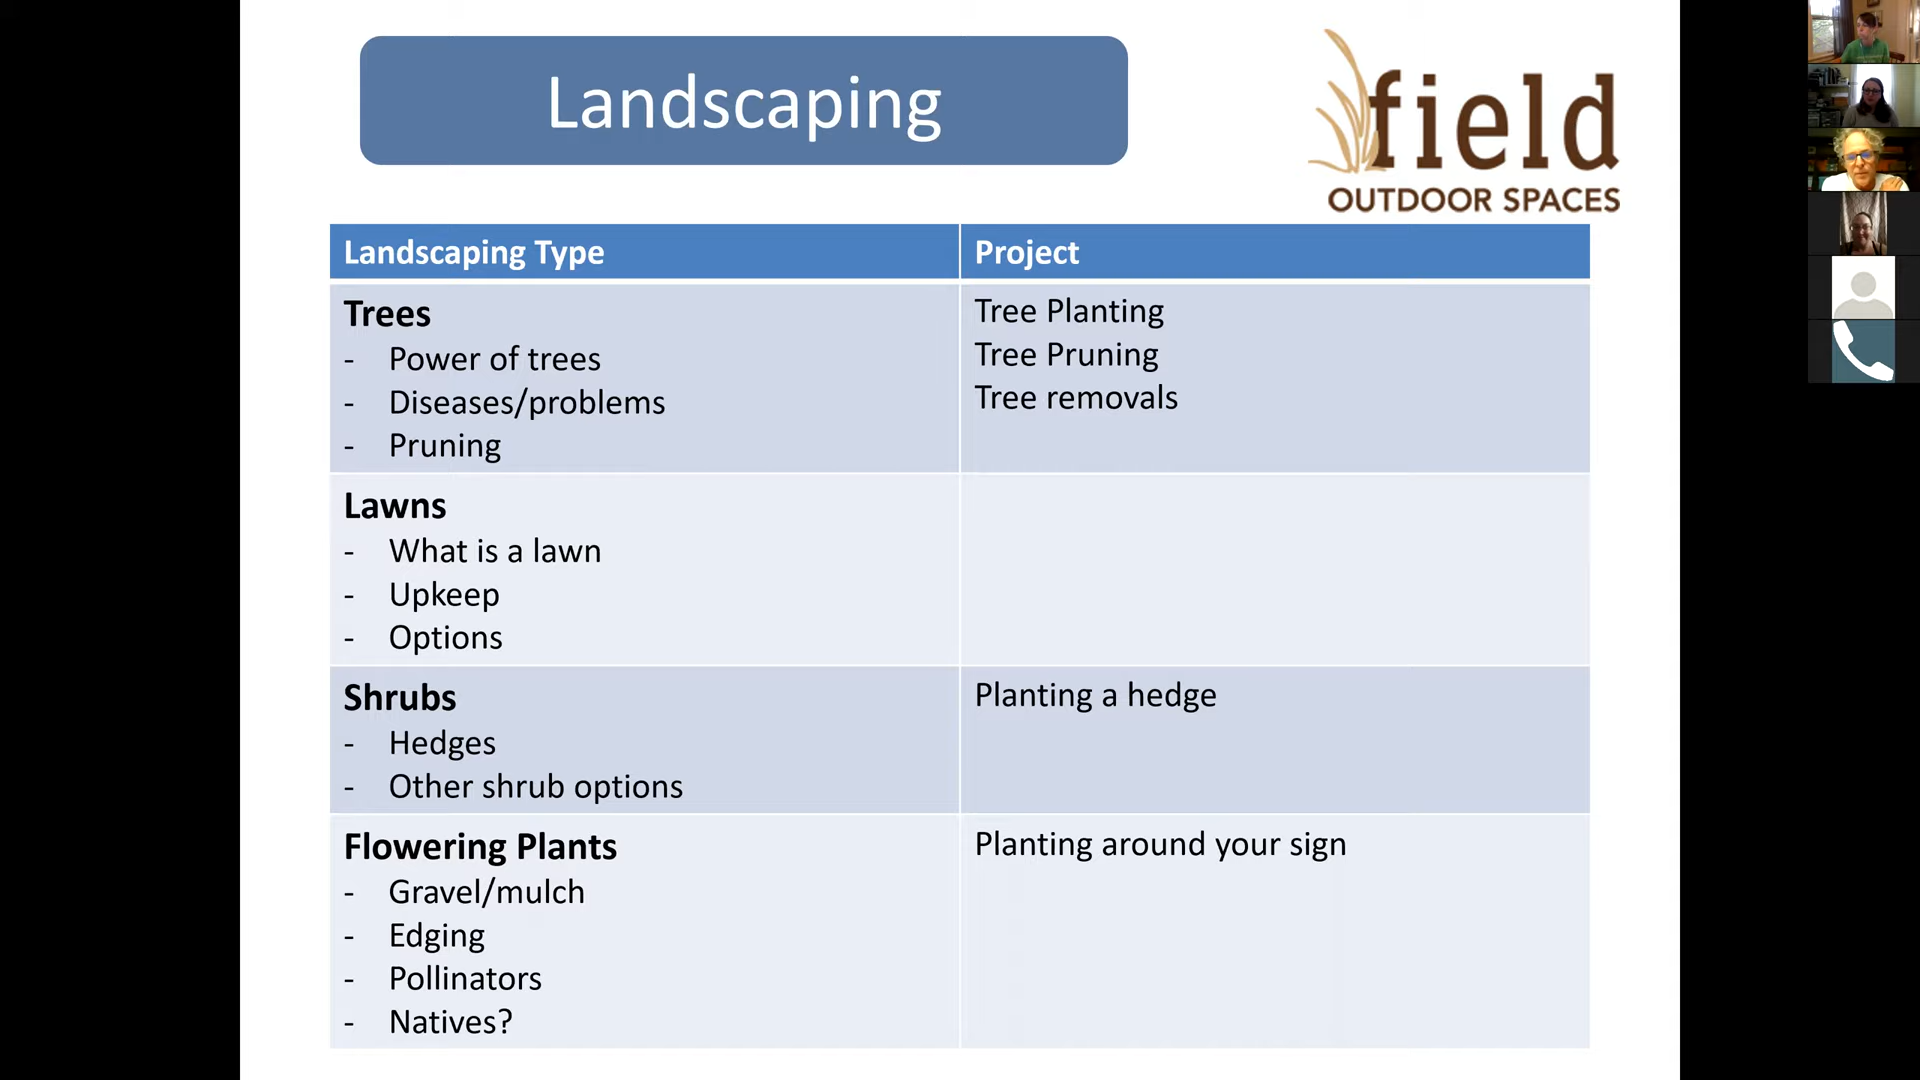 Landscaping
field
OUTDOOR SPACES
Landscaping Type
Project
Trees
- Power of trees
- Diseases/problems
- Pruning
Tree Planting
Tree Pruning
Tree removals
Lawns
- What is a lawn
- Upkeep
- Options
Shrubs
- Hedges
- Other shrub options
Planting a hedge
Flowering Plants
- Gravel/mulch
- Edging
- Pollinators
- Natives?
Planting around your sign